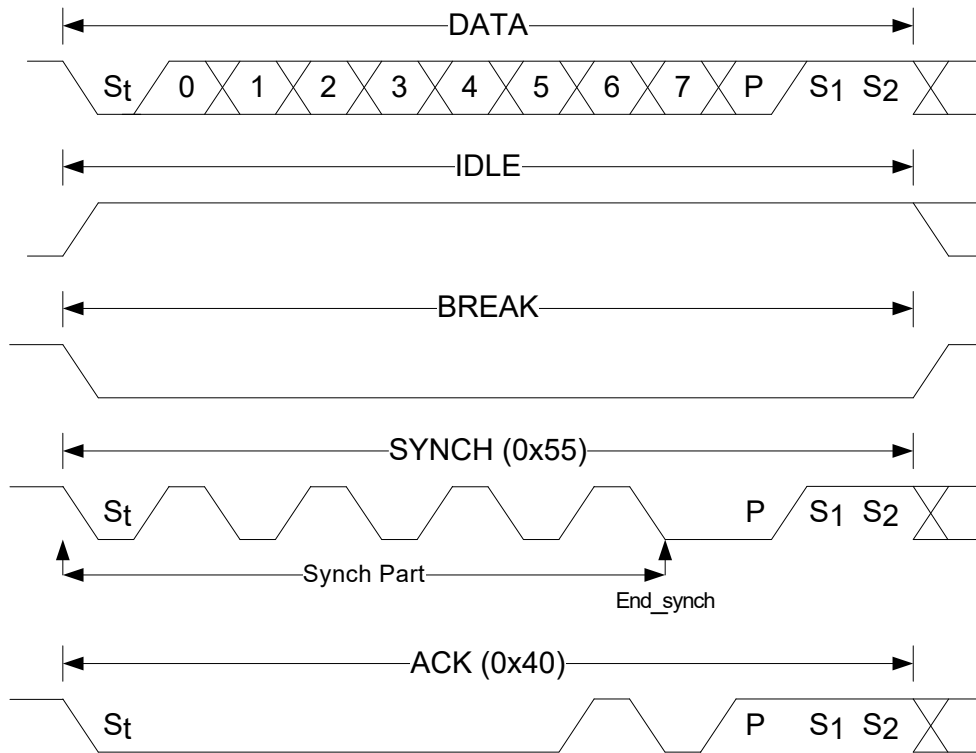 DATA
St 0 1 2 3 4 5 6 7 P S1 S2
IDLE
BREAK
SYNCH (0x55)
St P S1 S2
Synch Part
End_synch
ACK (0x40)
St P S1 S2